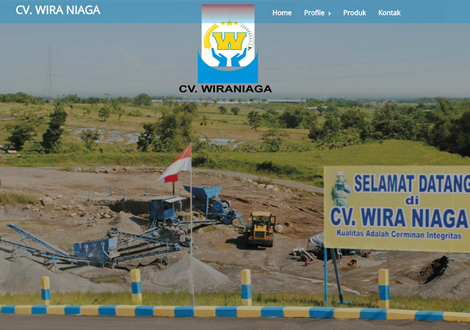 CV. WIRA NIAGA
Home Profile › Produk Kontak
W
CV. WIRANIAGA
SELAMAT DATANG
di
CV. WIRA NIAGA
Kualitas Adalah Cerminan Integritas